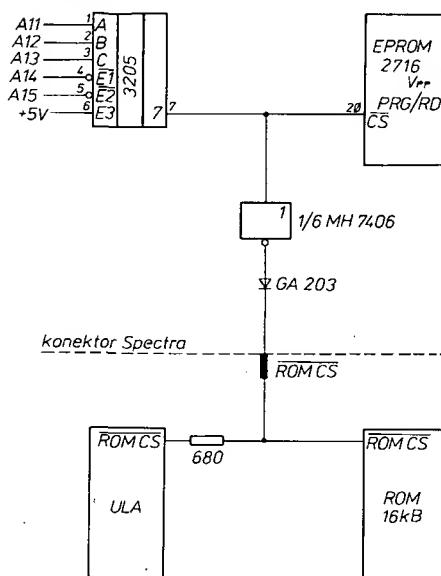 A11 1 A
A12 2 B
A13 3 C
A14 4 E1
A15 5 E2
+5V 6 E3
3205
7 7
20
EPROM
2716
VPP
PRG/RD
CS
1
1/6 MH 7406
GA 203
konektor Spectra
ROM CS
ROM CS
680
ROM CS
ULA
ROM
16kB